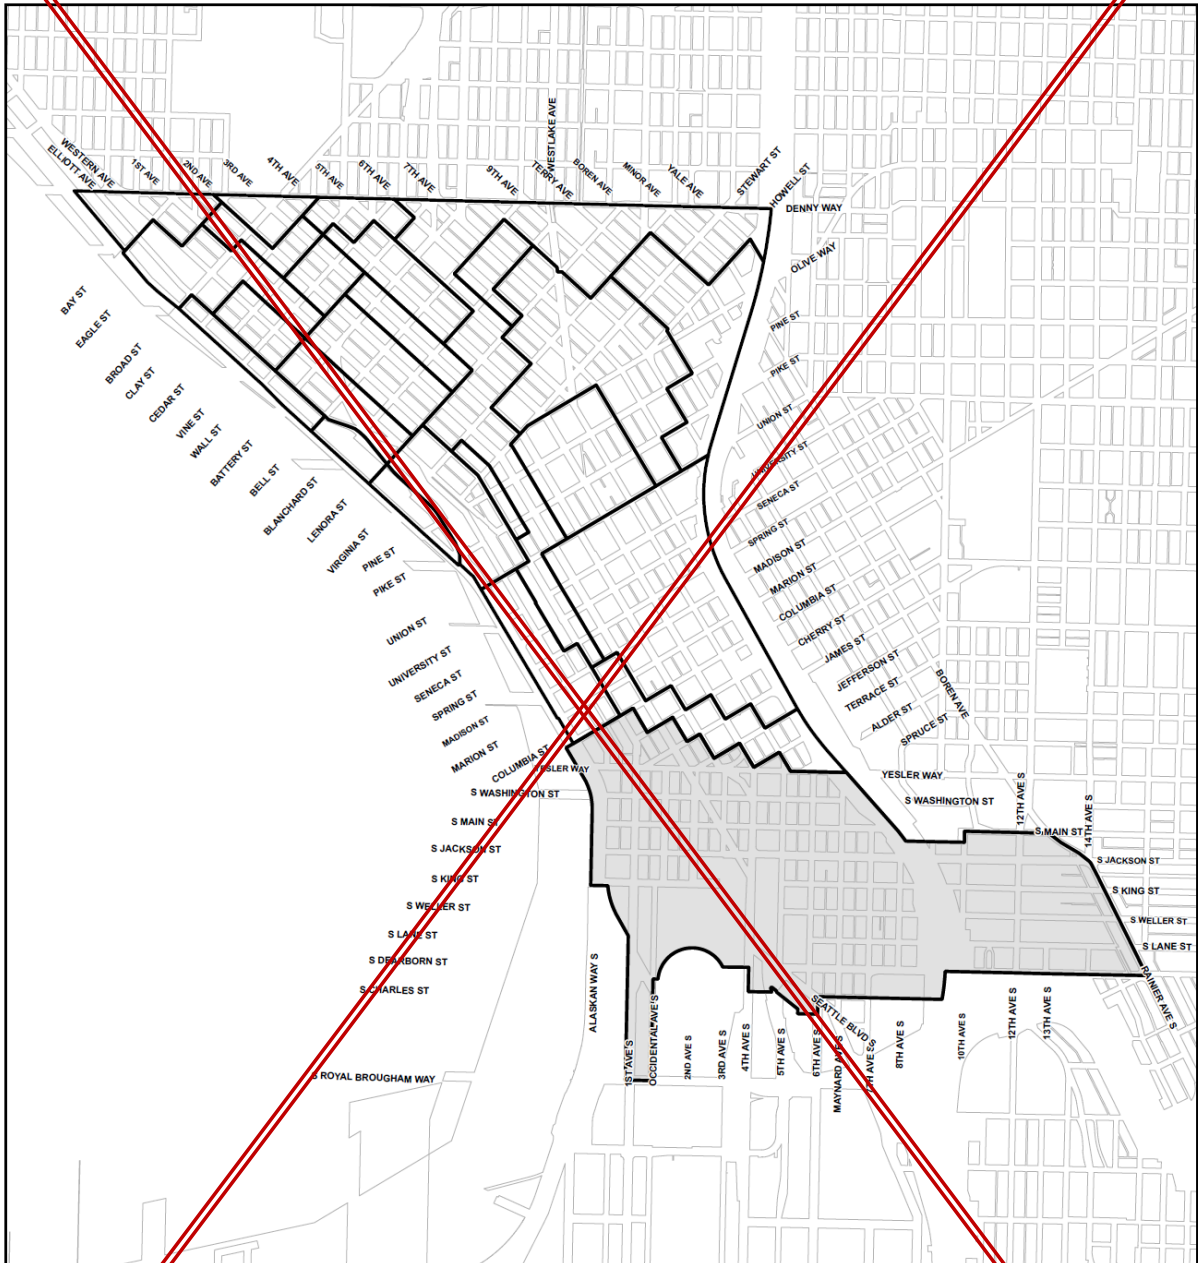 WESTLAKE AVE
WESTERN AVE
ELLIOTT AVE
1ST AVE
2ND AVE
3RD AVE
4TH AVE
5TH AVE
6TH AVE
7TH AVE
9TH AVE
TERRY AVE
BOREN AVE
MINOR AVE
YALE AVE
STEWART ST
HOWELL ST
DENNY WAY
OLIVE WAY
BAY ST
EAGLE ST
BROAD ST
CLAY ST
CEDAR ST
VINE ST
WALL ST
BATTERY ST
BELL ST
BLANCHARD ST
LENORA ST
VIRGINIA ST
PINE ST
PIKE ST
UNION ST
UNIVERSITY ST
SENECA ST
SPRING ST
MADISON ST
MARION ST
COLUMBIA ST
YESLER WAY
S WASHINGTON ST
S MAIN ST
S JACKSON ST
S KING ST
S WELLER ST
S LANE ST
S DEARBORN ST
S CHARLES ST
S ROYAL BROUGHAM WAY
PINE ST
PIKE ST
UNION ST
UNIVERSITY ST
SENECA ST
SPRING ST
MADISON ST
MARION ST
COLUMBIA ST
CHERRY ST
JAMES ST
JEFFERSON ST
TERRACE ST
ALDER ST
SPRUCE ST
BOREN AVE
YESLER WAY
S WASHINGTON ST
12TH AVE S
14TH AVE S
S MAIN ST
S JACKSON ST
S KING ST
S WELLER ST
S LANE ST
RAINIER AVE S
ALASKAN WAY S
1ST AVE S
OCCIDENTAL AVE S
2ND AVE S
3RD AVE S
4TH AVE S
5TH AVE S
6TH AVE S
SEATTLE BLVD S
MAYNARD AVE S
7TH AVE S
8TH AVE S
10TH AVE S
12TH AVE S
13TH AVE S